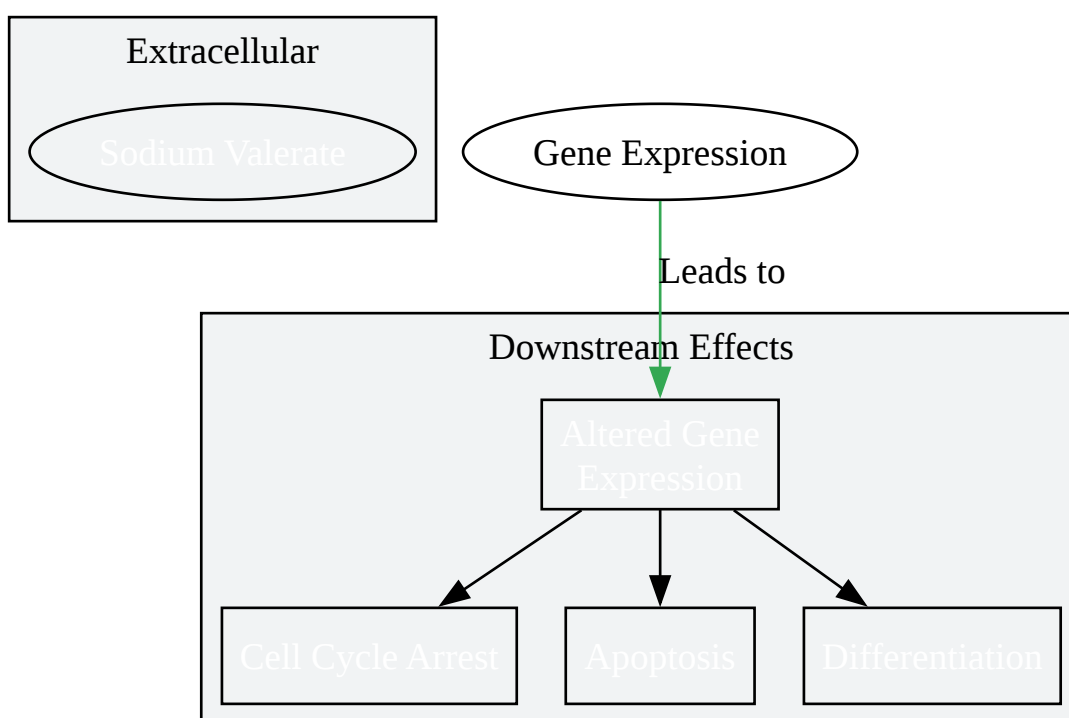 Extracellular
Sodium Valerate
Gene Expression
Leads to
Downstream Effects
Altered Gene
Expression
Cell Cycle Arrest
Apoptosis
Differentiation